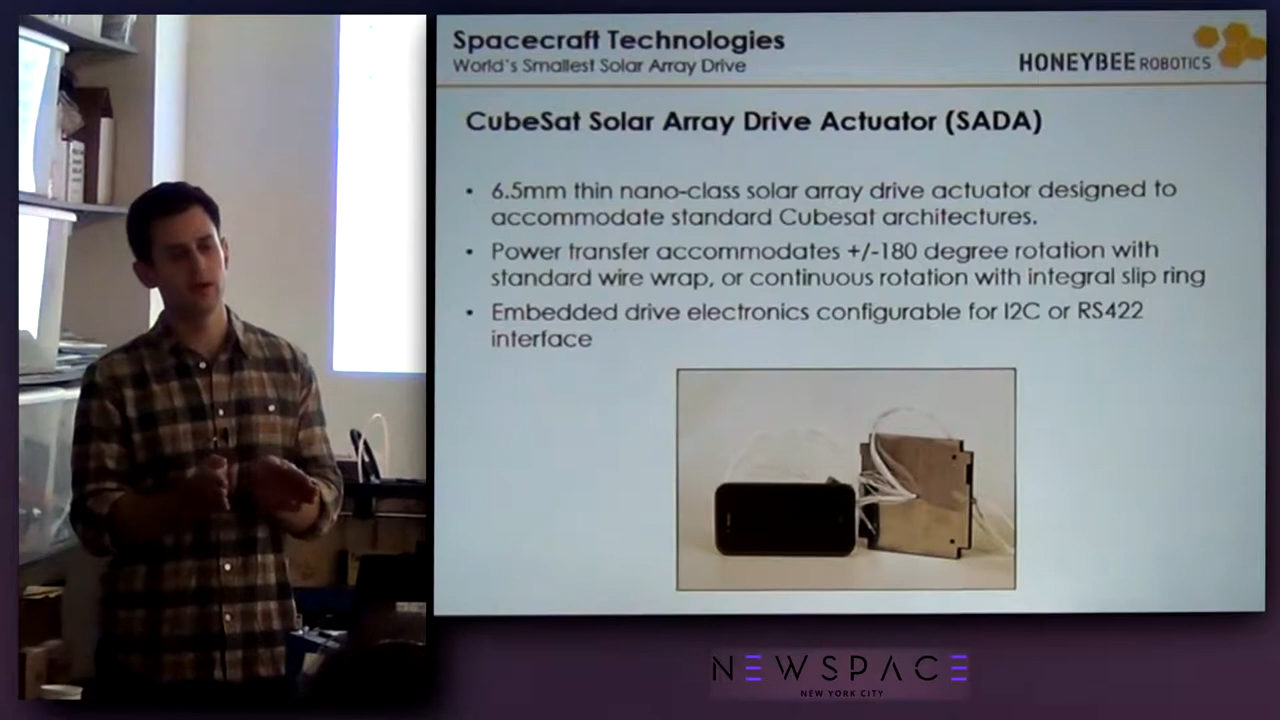 Spacecraft Technologies
World's Smallest Solar Array Drive
HONEYBEE ROBOTICS
CubeSat Solar Array Drive Actuator (SADA)
• 6.5mm thin nano-class solar array drive actuator designed to
accommodate standard Cubesat architectures.
• Power transfer accommodates +/-180 degree rotation with
standard wire wrap, or continuous rotation with integral slip ring
• Embedded drive electronics configurable for I2C or RS422
interface
NEWSPACE
NEW YORK CITY